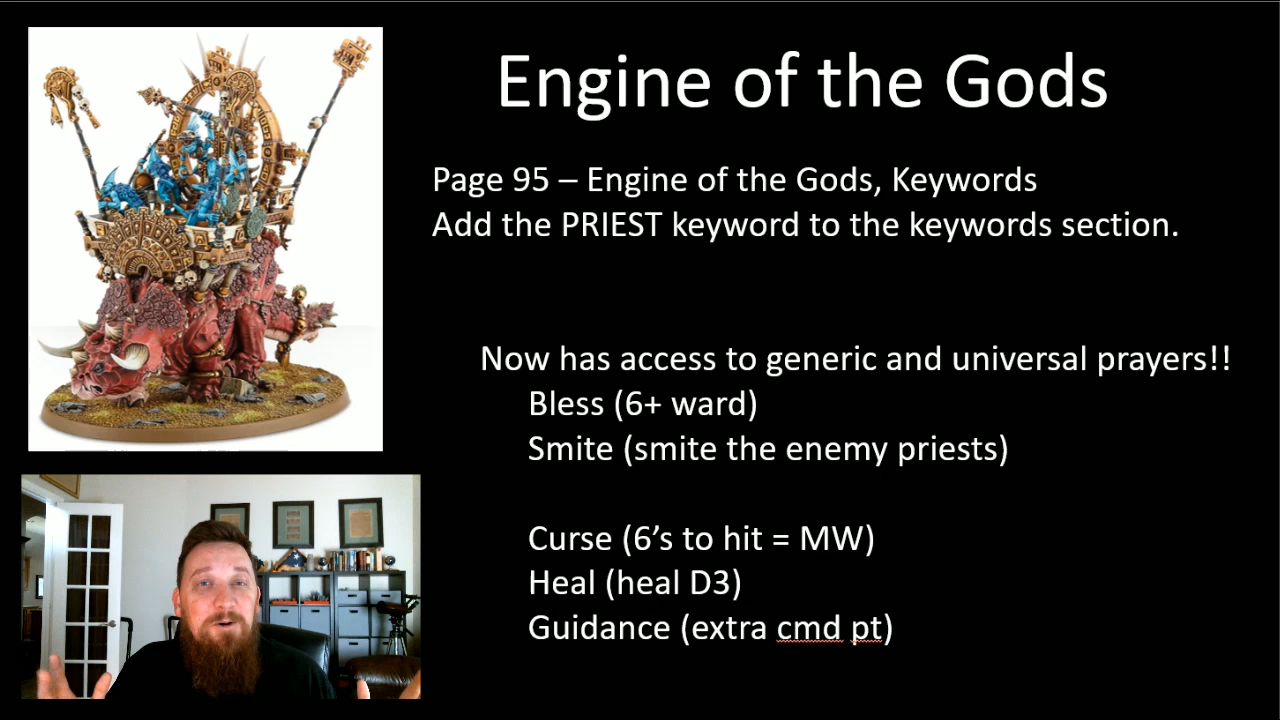 Engine of the Gods
Page 95 – Engine of the Gods, Keywords
Add the PRIEST keyword to the keywords section.
Now has access to generic and universal prayers!!
Bless (6+ ward)
Smite (smite the enemy priests)
Curse (6’s to hit = MW)
Heal (heal D3)
Guidance (extra cmd pt)